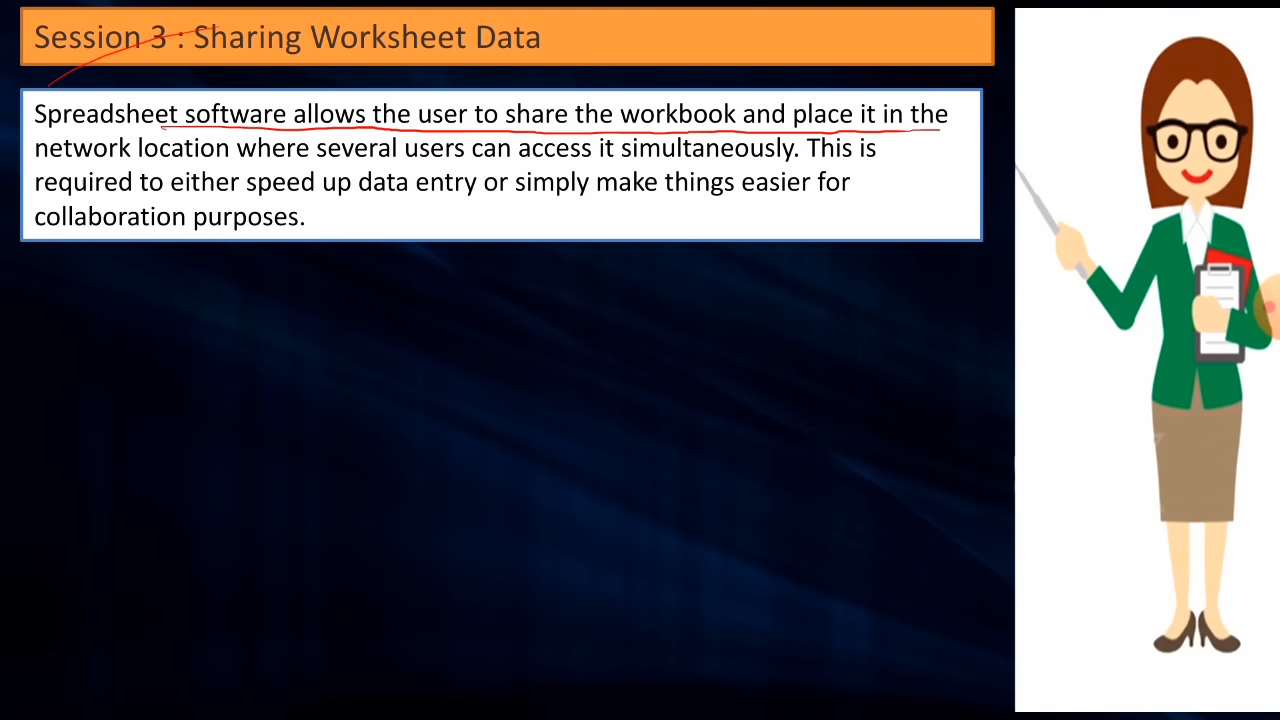 Session 3 : Sharing Worksheet Data
Spreadsheet software allows the user to share the workbook and place it in the
network location where several users can access it simultaneously. This is
required to either speed up data entry or simply make things easier for
collaboration purposes.